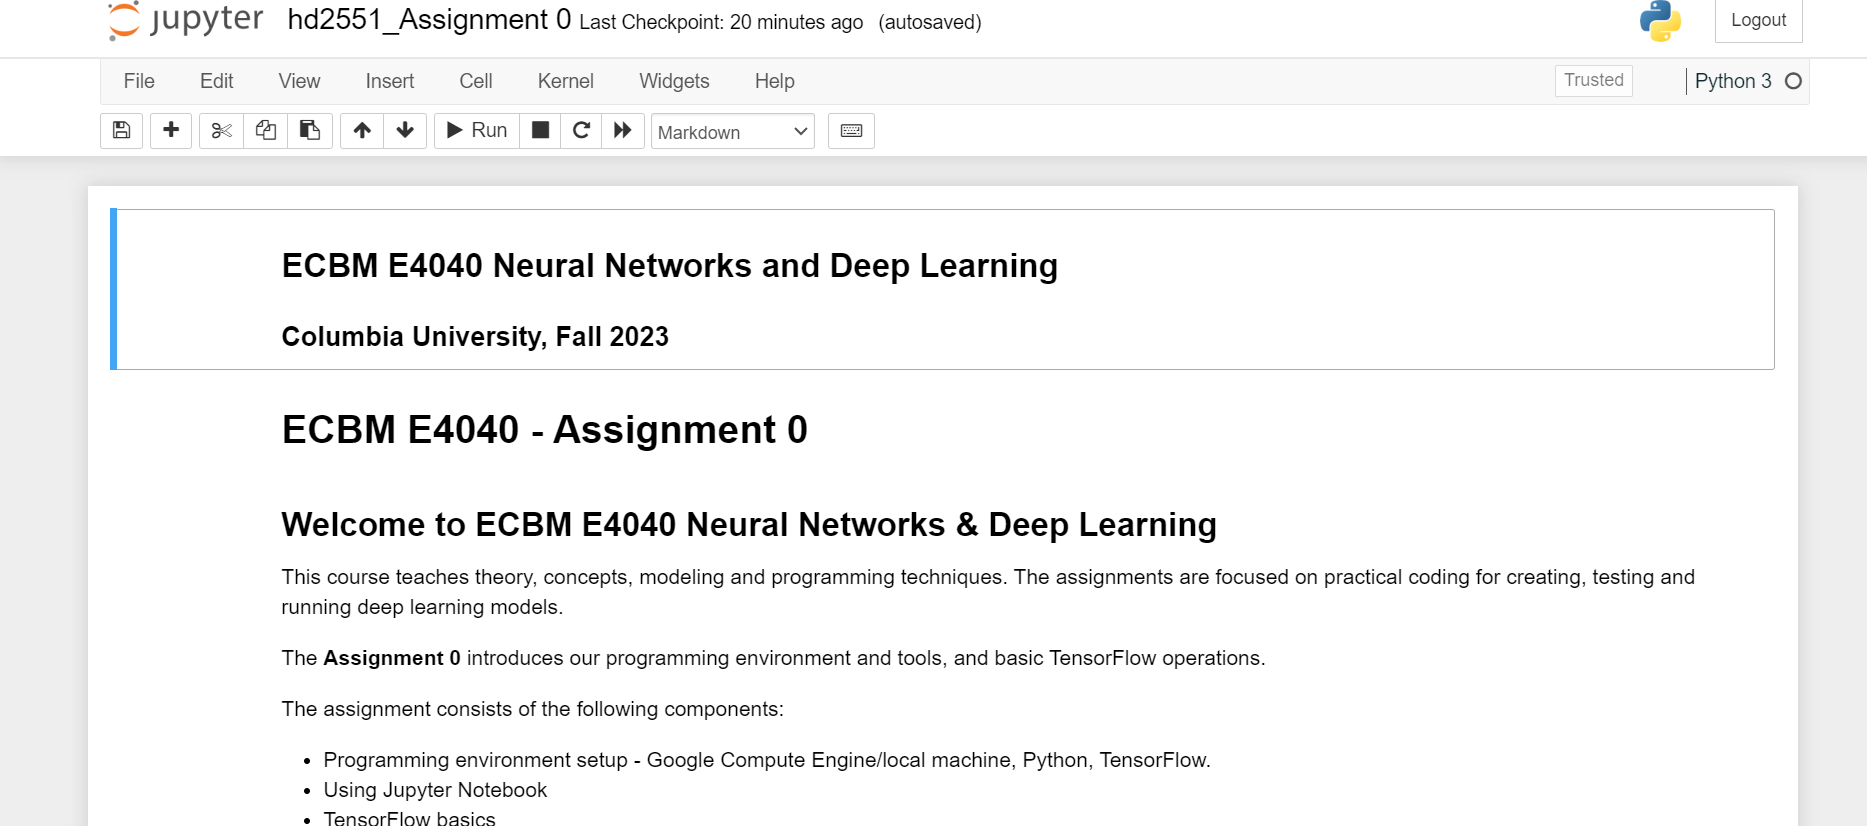 jupyter hd2551_Assignment 0 Last Checkpoint: 20 minutes ago (autosaved) Logout
File Edit View Insert Cell Kernel Widgets Help Trusted Python 3
Run Markdown
ECBM E4040 Neural Networks and Deep Learning
Columbia University, Fall 2023
ECBM E4040 - Assignment 0
Welcome to ECBM E4040 Neural Networks & Deep Learning
This course teaches theory, concepts, modeling and programming techniques. The assignments are focused on practical coding for creating, testing and
running deep learning models.
The Assignment 0 introduces our programming environment and tools, and basic TensorFlow operations.
The assignment consists of the following components:
• Programming environment setup - Google Compute Engine/local machine, Python, TensorFlow.
• Using Jupyter Notebook
• TensorFlow basics